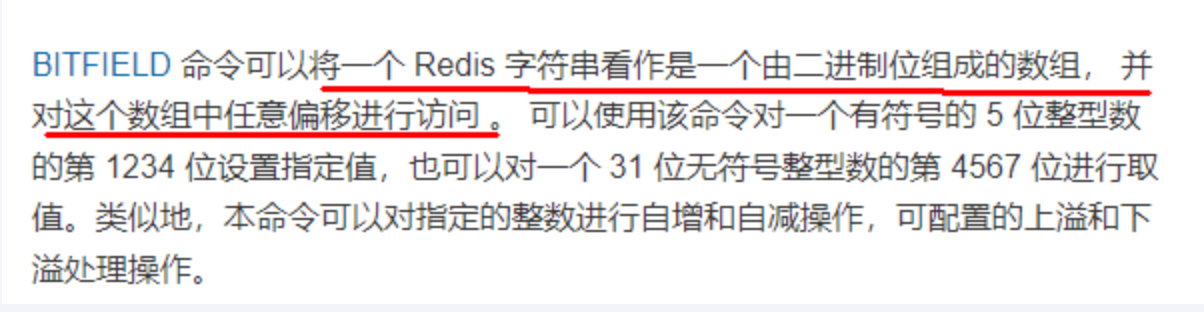 BITFIELD 命令可以将一个 Redis 字符串看作是一个由二进制位组成的数组， 并
对这个数组中任意偏移进行访问 。 可以使用该命令对一个有符号的 5 位整型数
的第 1234 位设置指定值，也可以对一个 31 位无符号整型数的第 4567 位进行取
值。类似地，本命令可以对指定的整数进行自增和自减操作，可配置的上溢和下
溢处理操作。